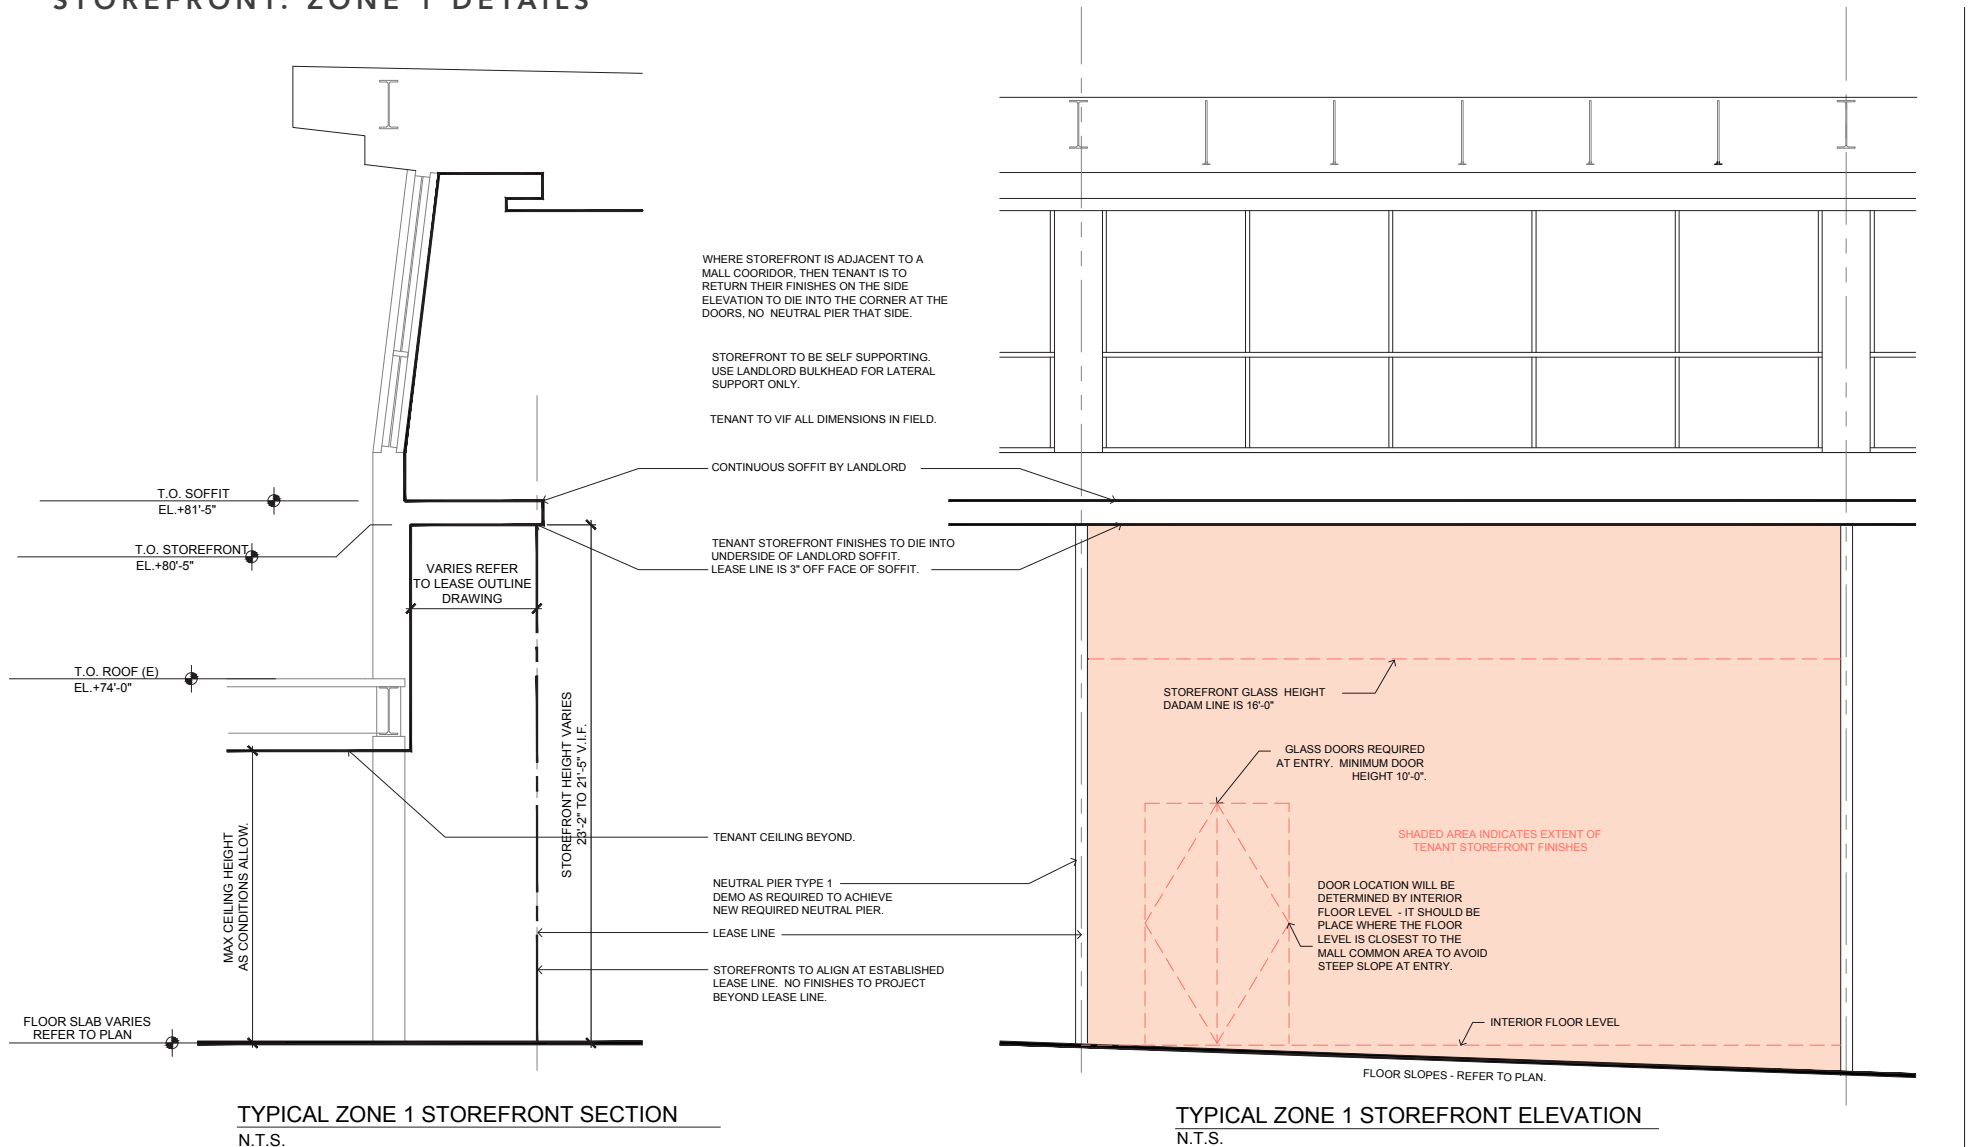 STOREFRONT: ZONE 1 DETAILS
WHERE STOREFRONT IS ADJACENT TO A
MALL COORIDOR, THEN TENANT IS TO
RETURN THEIR FINISHES ON THE SIDE
ELEVATION TO DIE INTO THE CORNER AT THE
DOORS, NO NEUTRAL PIER THAT SIDE.
STOREFRONT TO BE SELF SUPPORTING.
USE LANDLORD BULKHEAD FOR LATERAL
SUPPORT ONLY.
TENANT TO VIF ALL DIMENSIONS IN FIELD.
CONTINUOUS SOFFIT BY LANDLORD
T.O. SOFFIT
EL.+81'-5"
T.O. STOREFRONT
EL.+80'-5"
TENANT STOREFRONT FINISHES TO DIE INTO
UNDERSIDE OF LANDLORD SOFFIT.
LEASE LINE IS 3" OFF FACE OF SOFFIT.
VARIES REFER
TO LEASE OUTLINE
DRAWING
T.O. ROOF (E)
EL.+74'-0"
STOREFRONT GLASS HEIGHT
DADAM LINE IS 16'-0"
STOREFRONT HEIGHT VARIES
23'-2" TO 21'-5" V.I.F.
GLASS DOORS REQUIRED
AT ENTRY. MINIMUM DOOR
HEIGHT 10'-0".
MAX CEILING HEIGHT
AS CONDITIONS ALLOW.
TENANT CEILING BEYOND.
SHADED AREA INDICATES EXTENT OF
TENANT STOREFRONT FINISHES
NEUTRAL PIER TYPE 1
DEMO AS REQUIRED TO ACHIEVE
NEW REQUIRED NEUTRAL PIER.
DOOR LOCATION WILL BE
DETERMINED BY INTERIOR
FLOOR LEVEL - IT SHOULD BE
PLACE WHERE THE FLOOR
LEVEL IS CLOSEST TO THE
MALL COMMON AREA TO AVOID
STEEP SLOPE AT ENTRY.
LEASE LINE
STOREFRONTS TO ALIGN AT ESTABLISHED
LEASE LINE. NO FINISHES TO PROJECT
BEYOND LEASE LINE.
FLOOR SLAB VARIES
REFER TO PLAN
INTERIOR FLOOR LEVEL
FLOOR SLOPES - REFER TO PLAN.
TYPICAL ZONE 1 STOREFRONT SECTION
N.T.S.
TYPICAL ZONE 1 STOREFRONT ELEVATION
N.T.S.